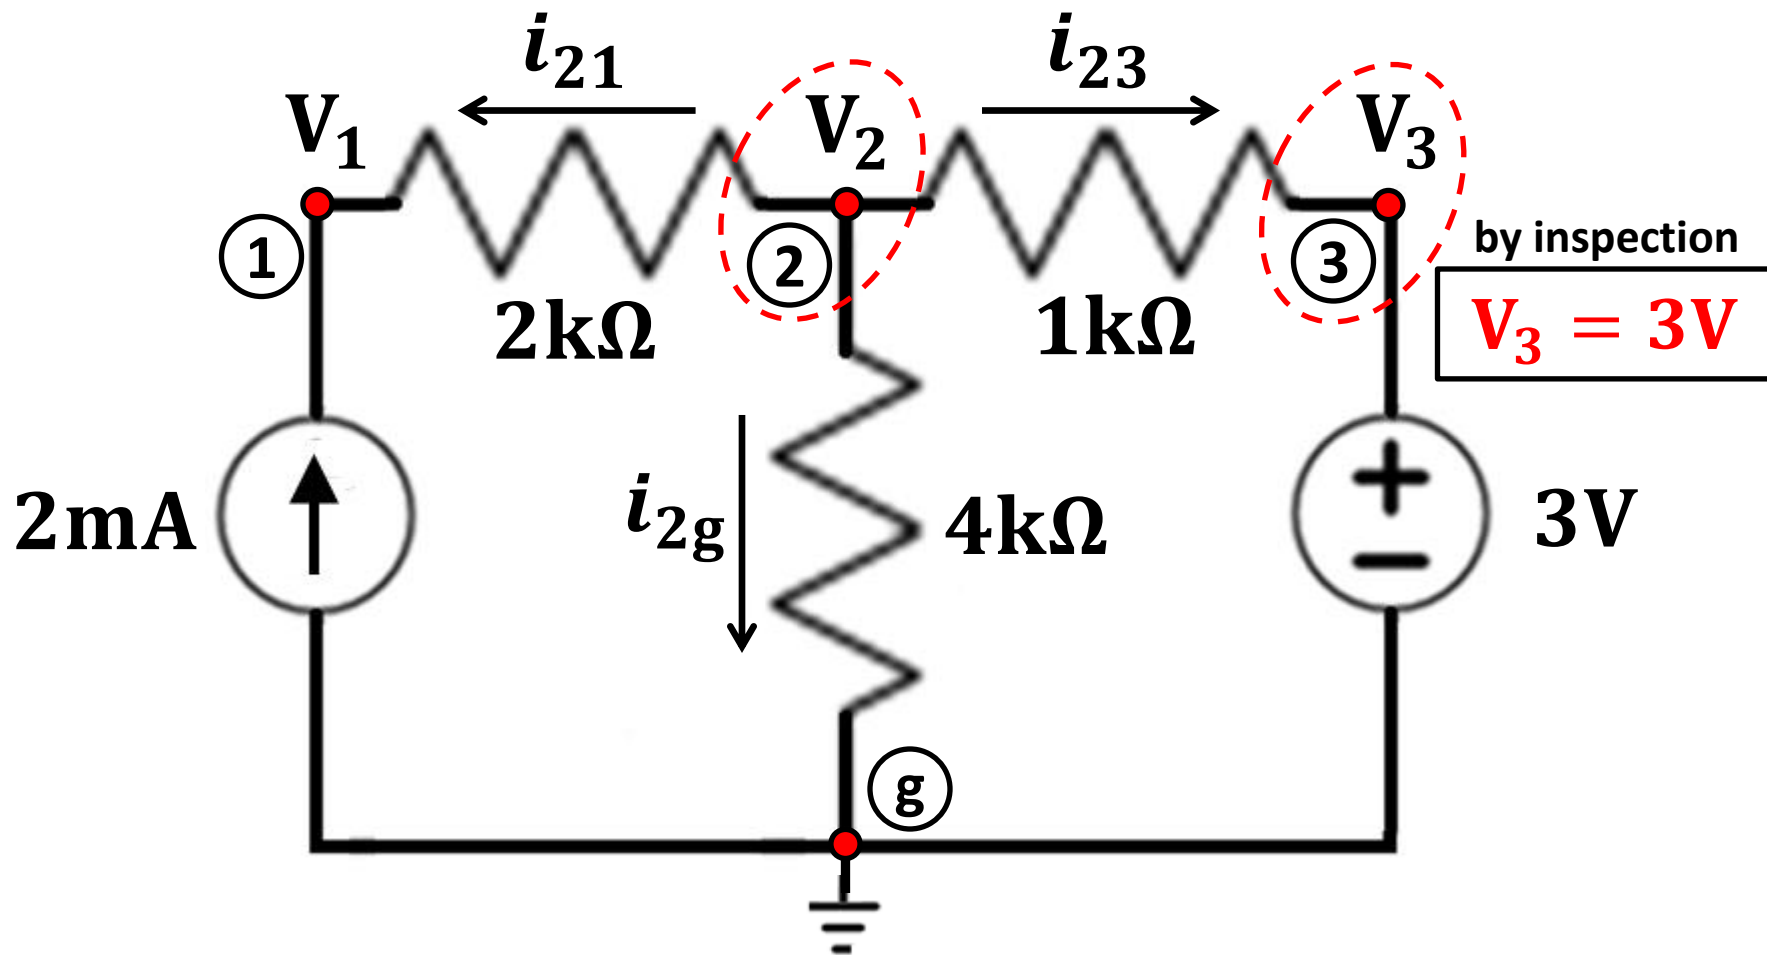 i₂₁
i₂₃
V₁
V₂
V₃
1
2
3
by inspection
V₃ = 3V
2kΩ
1kΩ
2mA
i₂g
4kΩ
3V
g